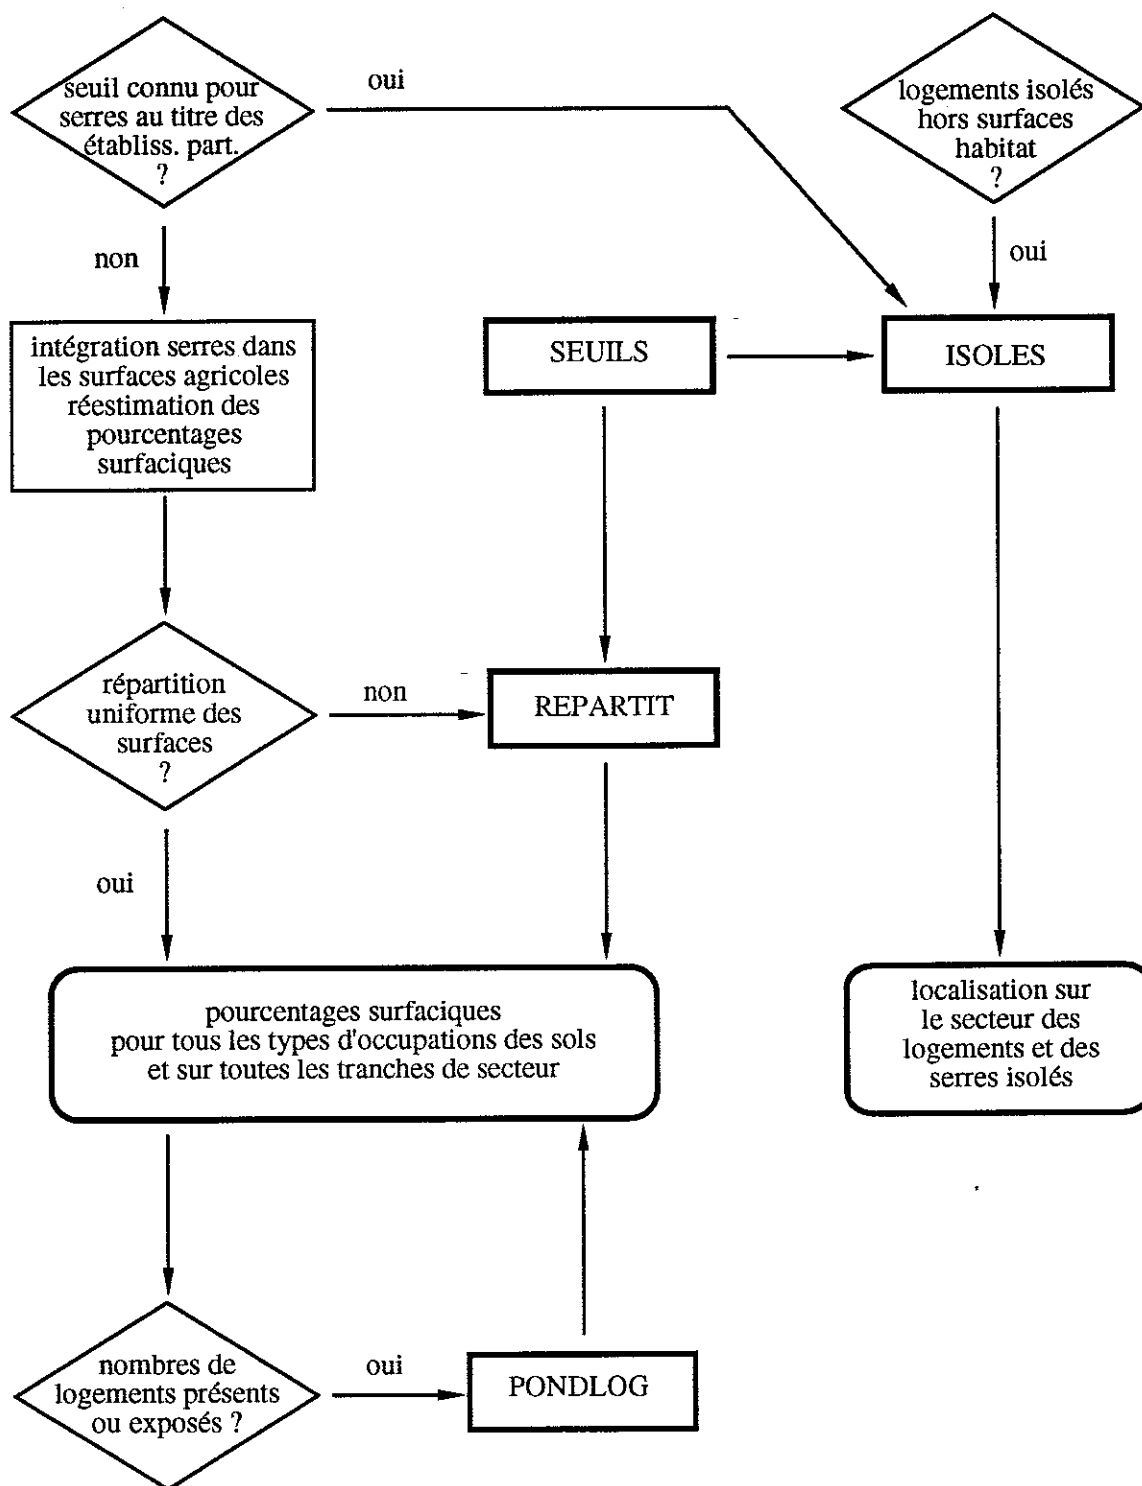 seuil connu pour
serres au titre des
établiss. part.
?
oui
logements isolés
hors surfaces
habitat
?
non
oui
intégration serres dans
les surfaces agricoles
réestimation des
pourcentages
surfaciques
SEUILS
ISOLES
répartition
uniforme des
surfaces
?
non
REPARTIT
oui
pourcentages surfaciques
pour tous les types d'occupations des sols
et sur toutes les tranches de secteur
localisation sur
le secteur des
logements et des
serres isolés
nombres de
logements présents
ou exposés ?
oui
PONDLOG